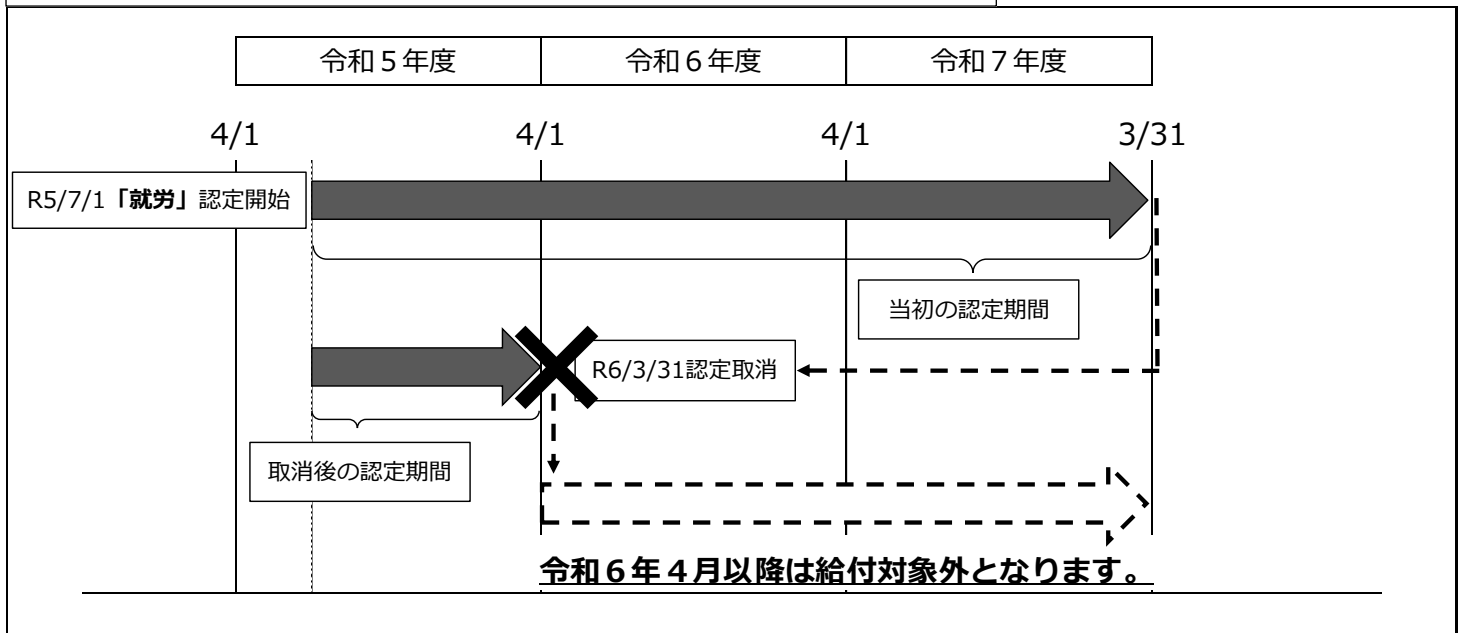 令和5年度
令和6年度
令和7年度
4/1
4/1
4/1
3/31
R5/7/1「就労」認定開始
当初の認定期間
R6/3/31認定取消
取消後の認定期間
令和６年４月以降は給付対象外となります。